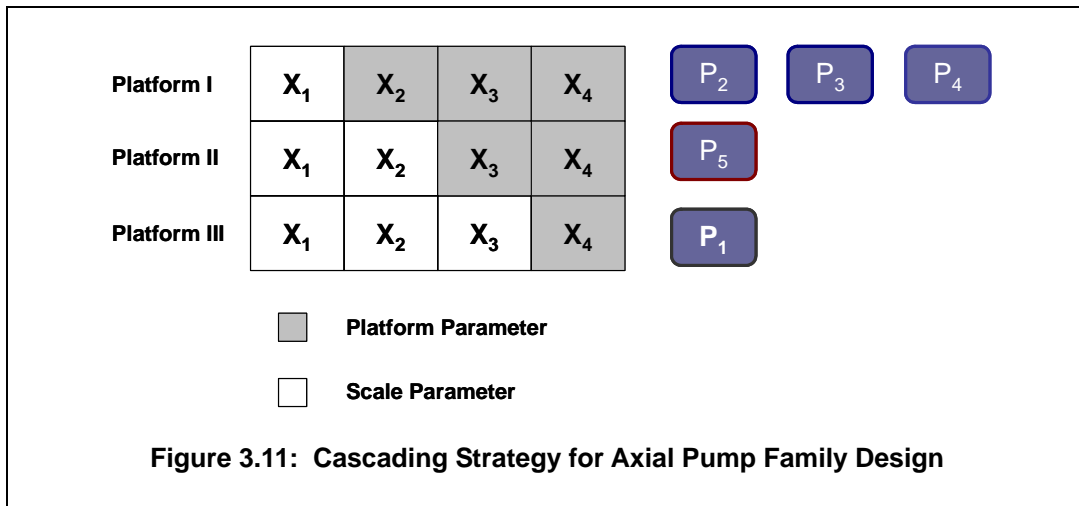 Platform I X₁ X₂ X₃ X₄ P₂ P₃ P₄
Platform II X₁ X₂ X₃ X₄ P₅
Platform III X₁ X₂ X₃ X₄ P₁
Platform Parameter
Scale Parameter
Figure 3.11: Cascading Strategy for Axial Pump Family Design